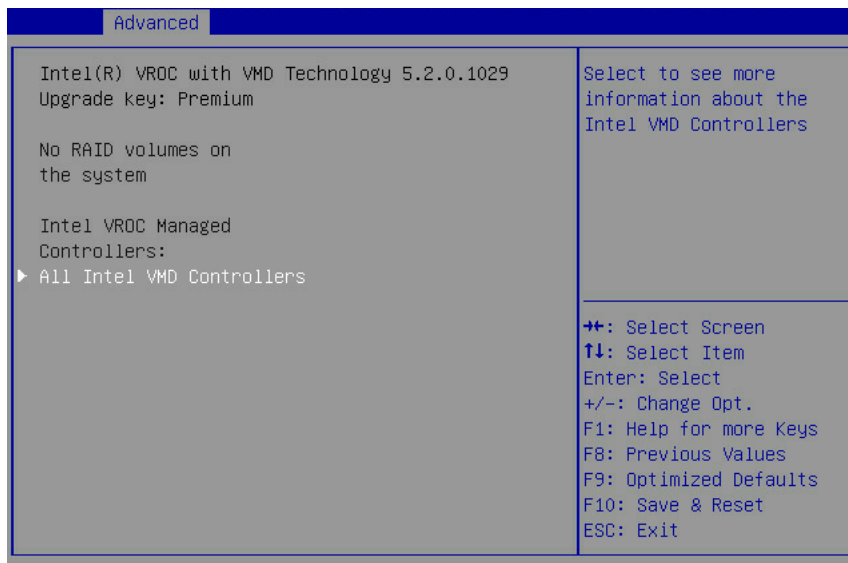 Advanced
Intel(R) VROC with VMD Technology 5.2.0.1029
Upgrade key: Premium
No RAID volumes on
the system
Intel VROC Managed
Controllers:
▶ All Intel VMD Controllers
Select to see more
information about the
Intel VMD Controllers
→←: Select Screen
↑↓: Select Item
Enter: Select
+/-: Change Opt.
F1: Help for more Keys
F8: Previous Values
F9: Optimized Defaults
F10: Save & Reset
ESC: Exit